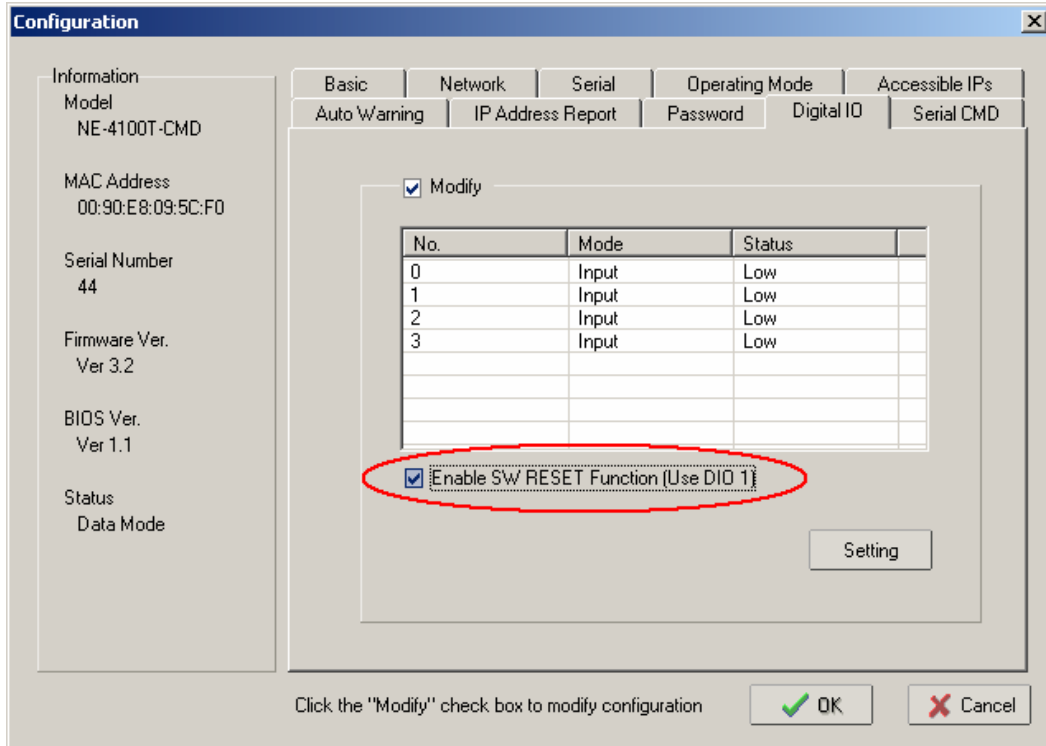 Configuration
Information
Model
NE-4100T-CMD
MAC Address
00:90:E8:09:5C:F0
Serial Number
44
Firmware Ver.
Ver 3.2
BIOS Ver.
Ver 1.1
Status
Data Mode
Basic Network Serial Operating Mode Accessible IPs
Auto Warning IP Address Report Password Digital IO Serial CMD
Modify
No. Mode Status
0 Input Low
1 Input Low
2 Input Low
3 Input Low
Enable SW RESET Function (Use DIO 1)
Setting
Click the "Modify" check box to modify configuration OK Cancel